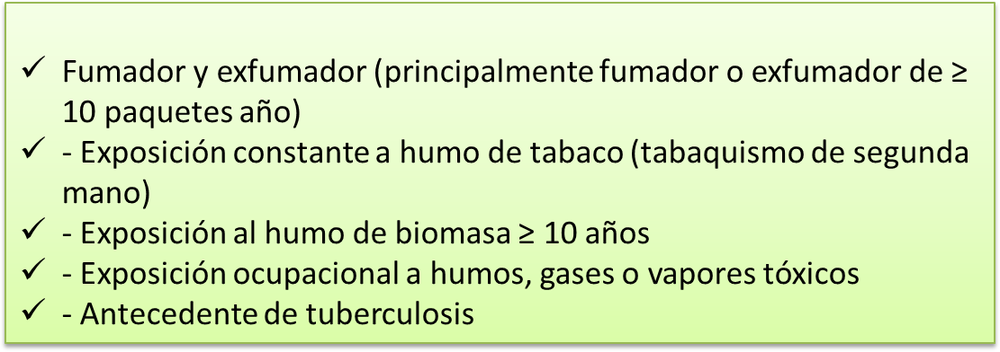 ✓ Fumador y exfumador (principalmente fumador o exfumador de ≥
10 paquetes año)
✓ - Exposición constante a humo de tabaco (tabaquismo de segunda
mano)
✓ - Exposición al humo de biomasa ≥ 10 años
✓ - Exposición ocupacional a humos, gases o vapores tóxicos
✓ - Antecedente de tuberculosis